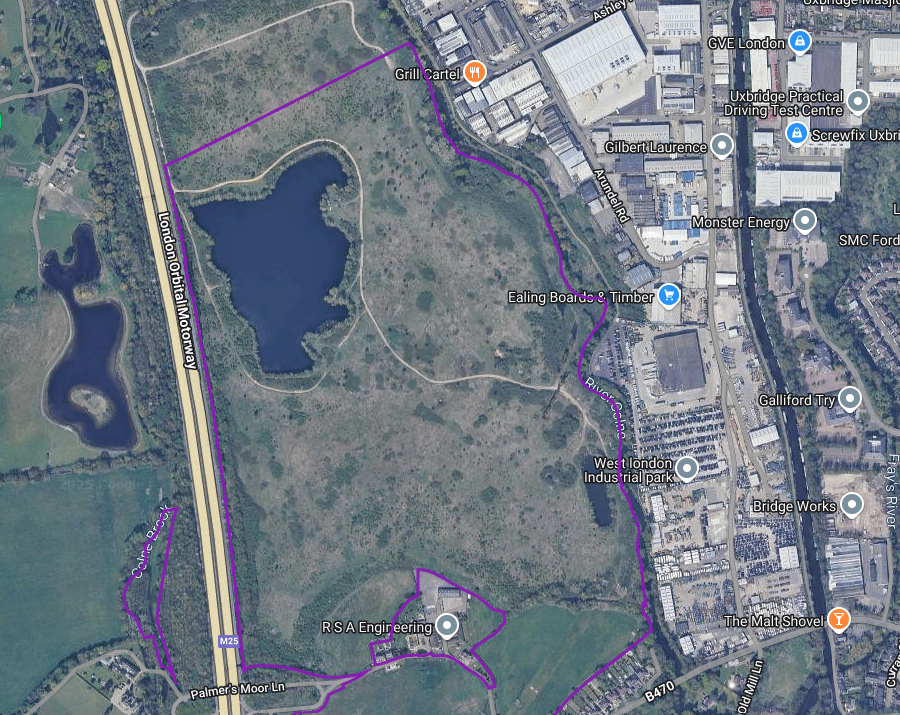 Uxbridge Masji
Ashley
GVE London
Grill Cartel
Uxbridge Practical
Driving Test Centre
Screwfix Uxbri
Gilbert Laurence
Arundel Rd
Monster Energy
SMC Ford
London Orbital Motorway
Ealing Boards & Timber
River Colne
Galliford Try
West london
Industrial park
Fray's River
Bridge Works
Colne Brook
R S A Engineering
The Malt Shovel
M25
Palmer's Moor Ln
B470
Old Mill Ln